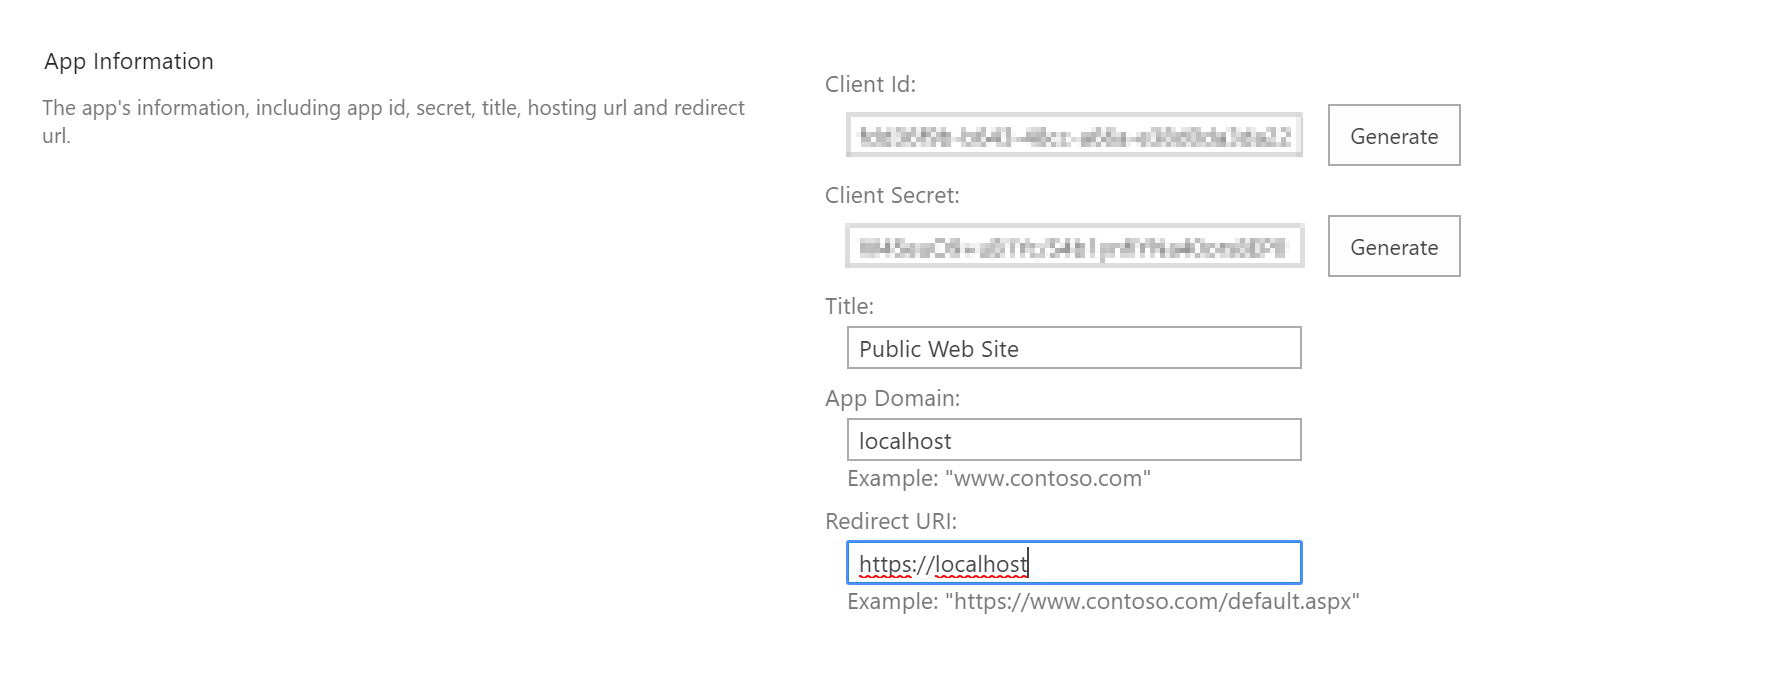 App Information
The app's information, including app id, secret, title, hosting url and redirect
url.
Client Id:
Generate
Client Secret:
Generate
Title:
Public Web Site
App Domain:
localhost
Example: "www.contoso.com"
Redirect URI:
https://localhost
Example: "https://www.contoso.com/default.aspx"